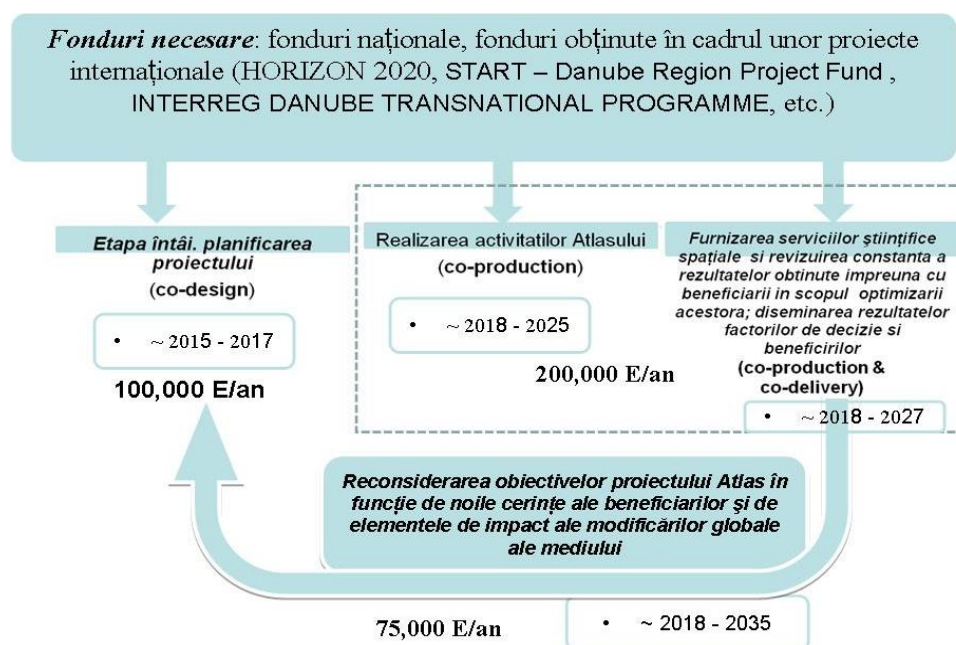 Fonduri necesare: fonduri naționale, fonduri obținute în cadrul unor proiecte
internaționale (HORIZON 2020, START – Danube Region Project Fund ,
INTERREG DANUBE TRANSNATIONAL PROGRAMME, etc.)
Etapa întâi. planificarea
proiectului
(co-design)
• ~ 2015 - 2017
100,000 E/an
Realizarea activitatilor Atlasului
(co-production)
• ~ 2018 - 2025
200,000 E/an
Furnizarea serviciilor ştiinţifice
spaţiale si revizuirea constanta a
rezultatelor obtinute impreuna cu
beneficiarii in scopul optimizarii
acestora; diseminarea rezultatelor
factorilor de decizie si
beneficirilor
(co-production &
co-delivery)
• ~ 2018 - 2027
Reconsiderarea obiectivelor proiectului Atlas în
funcţie de noile cerinţe ale beneficiarilor şi de
elementele de impact ale modificărilor globale
ale mediului
75,000 E/an
• ~ 2018 - 2035